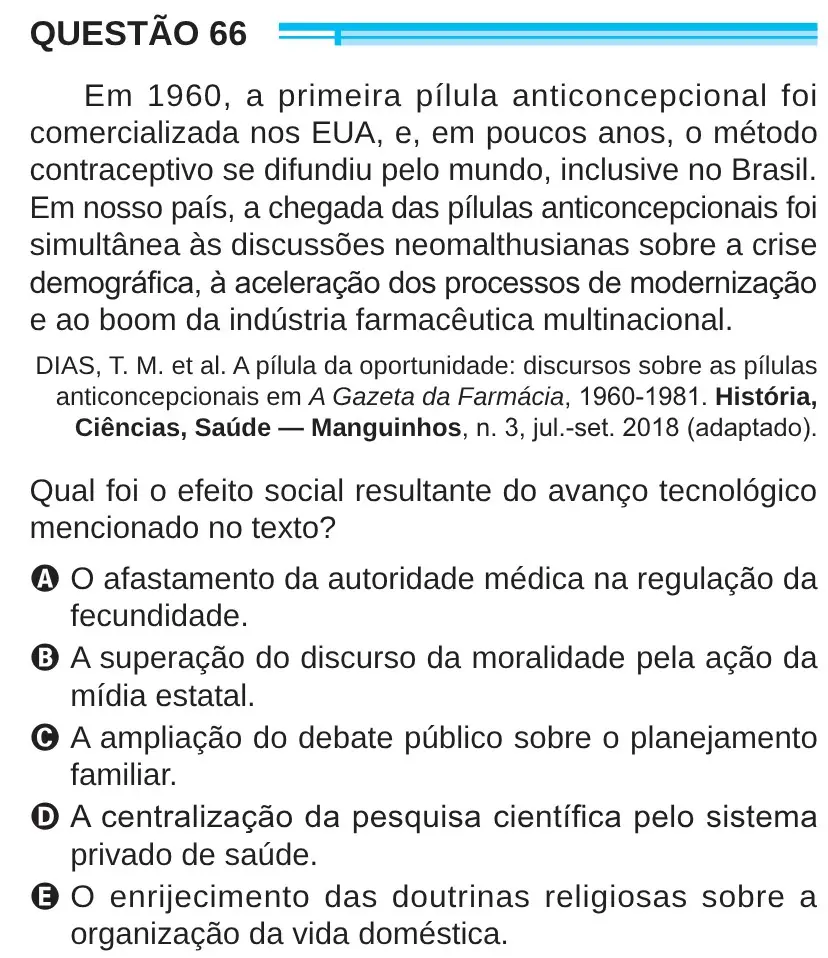 QUESTÃO 66
Em 1960, a primeira pílula anticoncepcional foi
comercializada nos EUA, e, em poucos anos, o método
contraceptivo se difundiu pelo mundo, inclusive no Brasil.
Em nosso país, a chegada das pílulas anticoncepcionais foi
simultânea às discussões neomalthusianas sobre a crise
demográfica, à aceleração dos processos de modernização
e ao boom da indústria farmacêutica multinacional.
DIAS, T. M. et al. A pílula da oportunidade: discursos sobre as pílulas
anticoncepcionais em A Gazeta da Farmácia, 1960-1981. História,
Ciências, Saúde — Manguinhos, n. 3, jul.-set. 2018 (adaptado).
Qual foi o efeito social resultante do avanço tecnológico
mencionado no texto?
A O afastamento da autoridade médica na regulação da
fecundidade.
B A superação do discurso da moralidade pela ação da
mídia estatal.
C A ampliação do debate público sobre o planejamento
familiar.
D A centralização da pesquisa científica pelo sistema
privado de saúde.
E O enrijecimento das doutrinas religiosas sobre a
organização da vida doméstica.